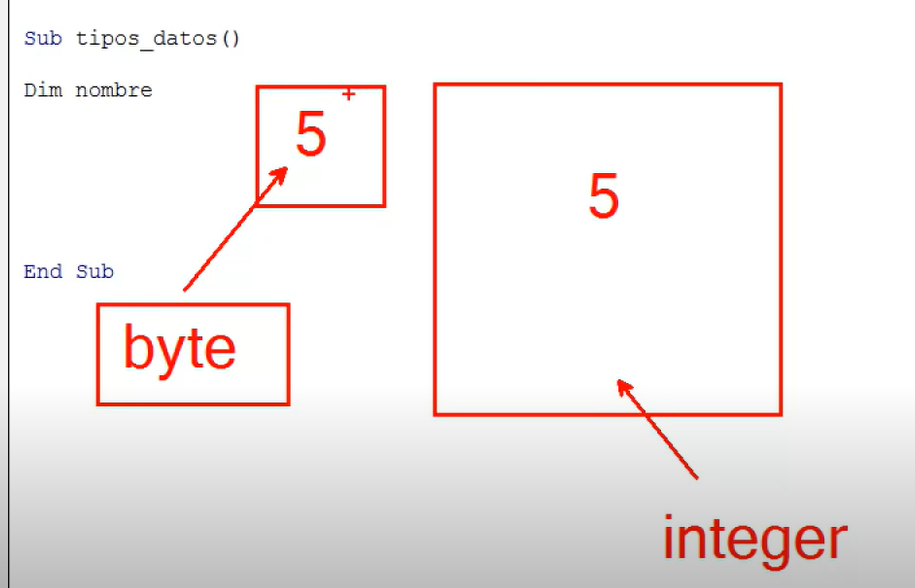 Sub tipos_datos()
Dim nombre
5
5
End Sub
byte
integer